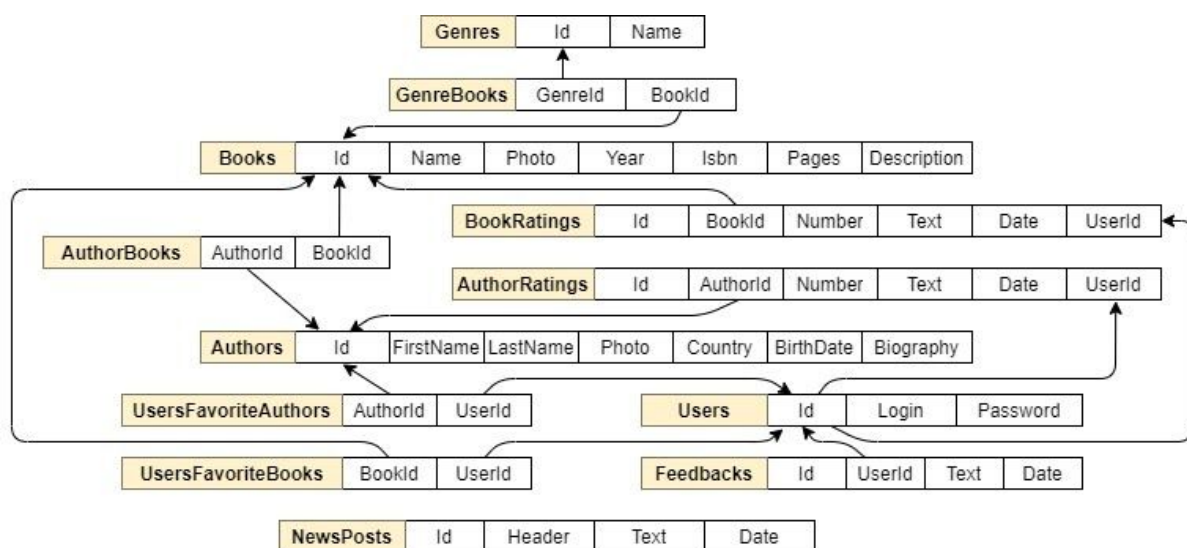 Genres Id Name
GenreBooks GenreId BookId
Books Id Name Photo Year Isbn Pages Description
BookRatings Id BookId Number Text Date UserId
AuthorBooks AuthorId BookId
AuthorRatings Id AuthorId Number Text Date UserId
Authors Id FirstName LastName Photo Country BirthDate Biography
UsersFavoriteAuthors AuthorId UserId
Users Id Login Password
UsersFavoriteBooks BookId UserId
Feedbacks Id UserId Text Date
NewsPosts Id Header Text Date